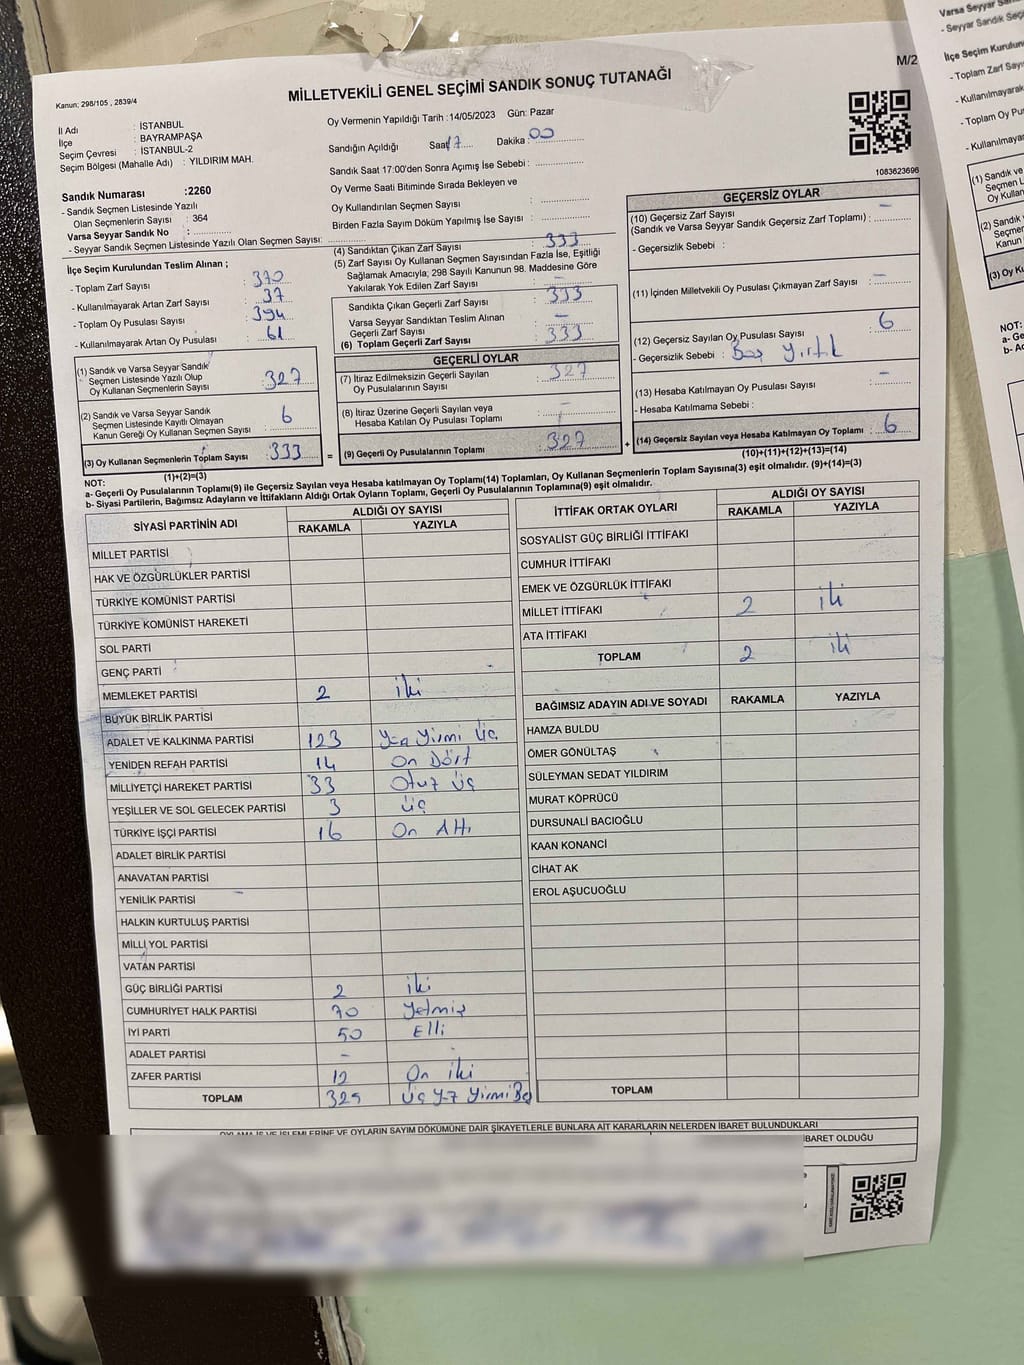 M/2
Kanun; 298/105 , 2839/4
MİLLETVEKİLİ GENEL SEÇİMİ SANDIK SONUÇ TUTANAĞI
İl Adı : İSTANBUL
İlçe : BAYRAMPAŞA
Seçim Çevresi : İSTANBUL-2
Seçim Bölgesi (Mahalle Adı) : YILDIRIM MAH.
Oy Vermenin Yapıldığı Tarih :14/05/2023 Gün: Pazar
Sandığın Açıldığı Saat 17 Dakika : 00
Sandık Saat 17:00'den Sonra Açımış İse Sebebi :
Oy Verme Saati Bitiminde Sırada Bekleyen ve
Oy Kullandırılan Seçmen Sayısı :
Birden Fazla Sayım Döküm Yapılmış İse Sayısı :
1083623696
Sandık Numarası :2260
- Sandık Seçmen Listesinde Yazılı
Olan Seçmenlerin Sayısı : 364
Varsa Seyyar Sandık No :
- Seyyar Sandık Seçmen Listesinde Yazılı Olan Seçmen Sayısı:
İlçe Seçim Kurulundan Teslim Alınan ;
- Toplam Zarf Sayısı : 370
- Kullanılmayarak Artan Zarf Sayısı : 37
- Toplam Oy Pusulası Sayısı : 394
- Kullanılmayarak Artan Oy Pusulası : 61
(1) Sandık ve Varsa Seyyar Sandık
Seçmen Listesinde Yazılı Olup
Oy Kullanan Seçmenlerin Sayısı : 327
(2) Sandık ve Varsa Seyyar Sandık
Seçmen Listesinde Kayıtlı Olmayan
Kanun Gereği Oy Kullanan Seçmen Sayısı : 6
(3) Oy Kullanan Seçmenlerin Toplam Sayısı : 333
(1)+(2)=(3)
(4) Sandıktan Çıkan Zarf Sayısı : 333
(5) Zarf Sayısı Oy Kullanan Seçmen Sayısından Fazla İse, Eşitliği
Sağlamak Amacıyla; 298 Sayılı Kanunun 98. Maddesine Göre
Yakılarak Yok Edilen Zarf Sayısı : -
Sandıkta Çıkan Geçerli Zarf Sayısı : 333
Varsa Seyyar Sandıktan Teslim Alınan
Geçerli Zarf Sayısı : -
(6) Toplam Geçerli Zarf Sayısı : 333
GEÇERLİ OYLAR
(7) İtiraz Edilmeksizin Geçerli Sayılan
Oy Pusulalarının Sayısı : 327
(8) İtiraz Üzerine Geçerli Sayılan veya
Hesaba Katılan Oy Pusulası Toplamı : -
= (9) Geçerli Oy Pusulalarının Toplamı : 327
GEÇERSİZ OYLAR
(10) Geçersiz Zarf Sayısı
(Sandık ve Varsa Seyyar Sandık Geçersiz Zarf Toplamı) : -
- Geçersizlik Sebebi :
(11) İçinden Milletvekili Oy Pusulası Çıkmayan Zarf Sayısı : -
(12) Geçersiz Sayılan Oy Pusulası Sayısı : 6
- Geçersizlik Sebebi : Boş Yırtık
(13) Hesaba Katılmayan Oy Pusulası Sayısı : -
- Hesaba Katılmama Sebebi :
+ (14) Geçersiz Sayılan veya Hesaba Katılmayan Oy Toplamı : 6
(10)+(11)+(12)+(13)=(14)
NOT:
a- Geçerli Oy Pusulalarının Toplamı(9) ile Geçersiz Sayılan veya Hesaba katılmayan Oy Toplamı(14) Toplamları, Oy Kullanan Seçmenlerin Toplam Sayısına(3) eşit olmalıdır. (9)+(14)=(3)
b- Siyasi Partilerin, Bağımsız Adayların ve İttifakların Aldığı Ortak Oyların Toplamı, Geçerli Oy Pusulalarının Toplamına(9) eşit olmalıdır.
SİYASİ PARTİNİN ADI ALDIĞI OY SAYISI
RAKAMLA YAZIYLA
MİLLET PARTİSİ
HAK VE ÖZGÜRLÜKLER PARTİSİ
TÜRKİYE KOMÜNİST PARTİSİ
TÜRKİYE KOMÜNİST HAREKETİ
SOL PARTİ
GENÇ PARTİ
MEMLEKET PARTİSİ 2 iki
BÜYÜK BİRLİK PARTİSİ
ADALET VE KALKINMA PARTİSİ 123 Yüz Yirmi Üç
YENİDEN REFAH PARTİSİ 14 On Dört
MİLLİYETÇİ HAREKET PARTİSİ 33 Otuz Üç
YEŞİLLER VE SOL GELECEK PARTİSİ 3 Üç
TÜRKİYE İŞÇİ PARTİSİ 16 On Altı
ADALET BİRLİK PARTİSİ
ANAVATAN PARTİSİ
YENİLİK PARTİSİ
HALKIN KURTULUŞ PARTİSİ
MİLLİ YOL PARTİSİ
VATAN PARTİSİ
GÜÇ BİRLİĞİ PARTİSİ 2 iki
CUMHURİYET HALK PARTİSİ 70 Yetmiş
İYİ PARTİ 50 Elli
ADALET PARTİSİ -
ZAFER PARTİSİ 12 On iki
TOPLAM 325 Üç Yüz Yirmi Beş
İTTİFAK ORTAK OYLARI ALDIĞI OY SAYISI
RAKAMLA YAZIYLA
SOSYALİST GÜÇ BİRLİĞİ İTTİFAKI
CUMHUR İTTİFAKI
EMEK VE ÖZGÜRLÜK İTTİFAKI
MİLLET İTTİFAKI 2 iki
ATA İTTİFAKI
TOPLAM 2 iki
BAĞIMSIZ ADAYIN ADI VE SOYADI RAKAMLA YAZIYLA
HAMZA BULDU
ÖMER GÖNÜLTAŞ
SÜLEYMAN SEDAT YILDIRIM
MURAT KÖPRÜCÜ
DURSUNALİ BACIOĞLU
KAAN KONANCİ
CİHAT AK
EROL AŞUCUOĞLU
TOPLAM
OYLAMA İŞ VE İŞLEMLERİNE VE OYLARIN SAYIM DÖKÜMÜNE DAİR ŞİKAYETLERLE BUNLARA AİT KARARLARIN NELERDEN İBARET BULUNDUKLARI
İBARET OLDUĞU
Varsa Seyyar
- Seyyar Sandık
İlçe Seçim
- Toplam Zarf
- Kullanılmayarak
- Toplam
(1) Sandık
(2) Sandık
(3) Oy
NOT: